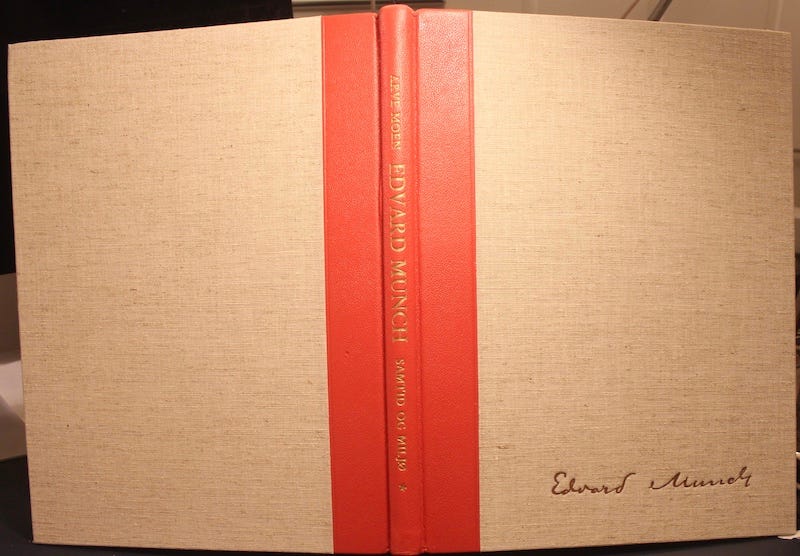 ARVE MOEN EDVARD MUNCH SAMTID OG MILJØ *
Edvard Munch